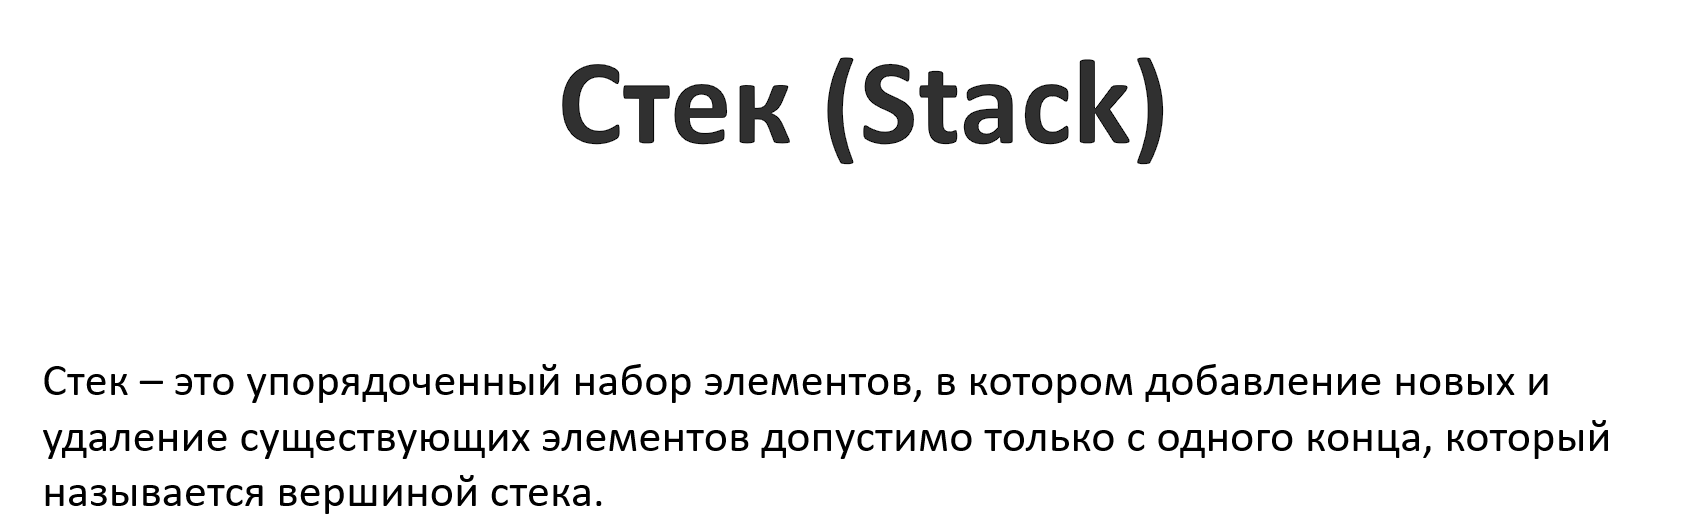 Стек (Stack)
Стек – это упорядоченный набор элементов, в котором добавление новых и
удаление существующих элементов допустимо только с одного конца, который
называется вершиной стека.